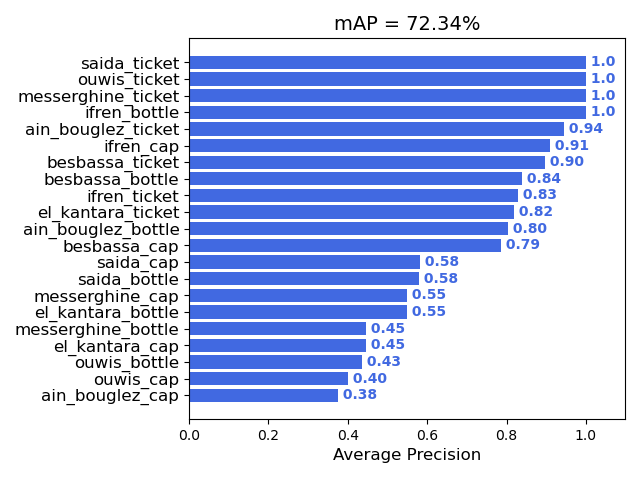 mAP = 72.34%
saida_ticket 1.0
ouwis_ticket 1.0
messerghine_ticket 1.0
ifren_bottle 1.0
ain_bouglez_ticket 0.94
ifren_cap 0.91
besbassa_ticket 0.90
besbassa_bottle 0.84
ifren_ticket 0.83
el_kantara_ticket 0.82
ain_bouglez_bottle 0.80
besbassa_cap 0.79
saida_cap 0.58
saida_bottle 0.58
messerghine_cap 0.55
el_kantara_bottle 0.55
messerghine_bottle 0.45
el_kantara_cap 0.45
ouwis_bottle 0.43
ouwis_cap 0.40
ain_bouglez_cap 0.38
0.0 0.2 0.4 0.6 0.8 1.0
Average Precision